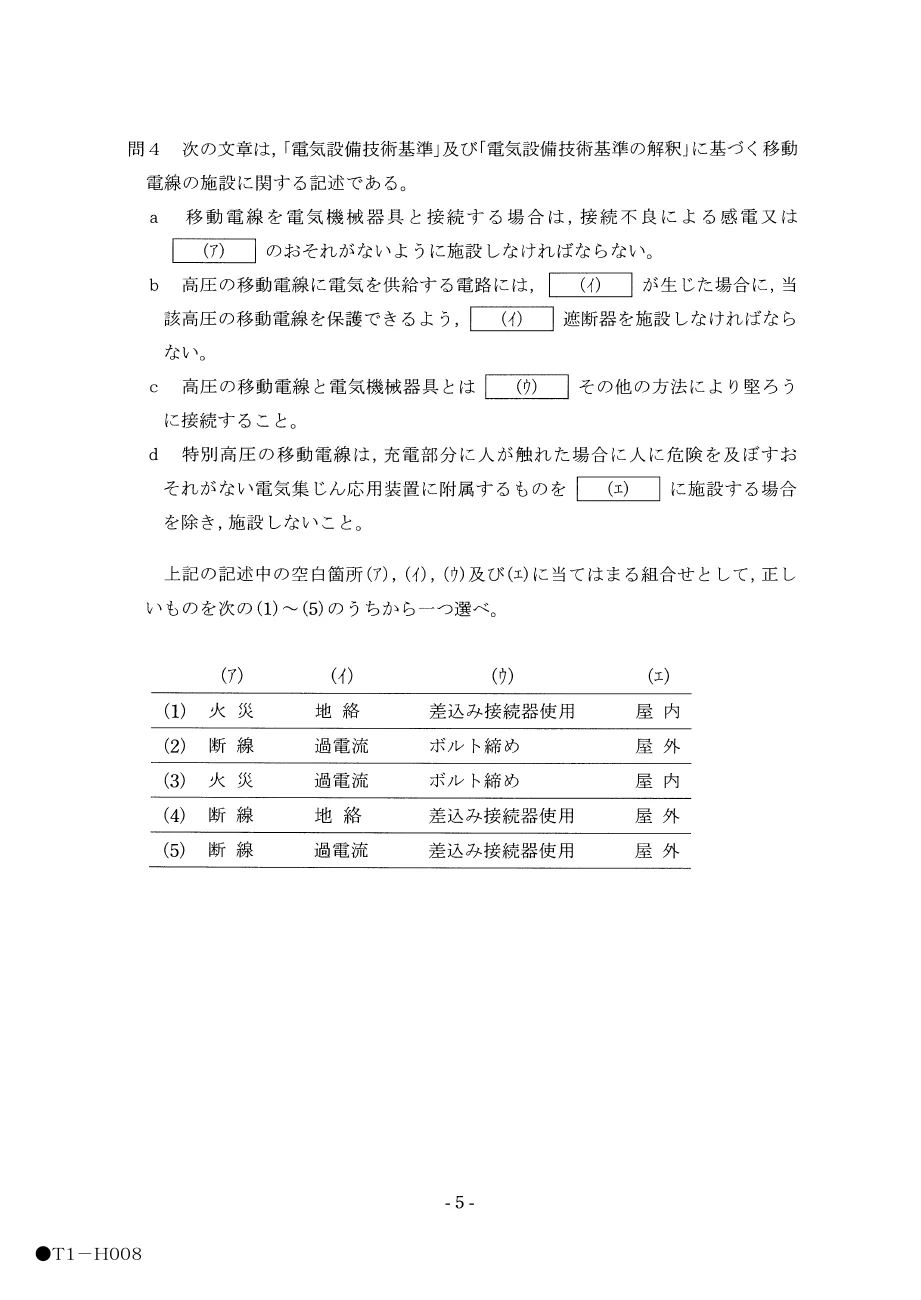 問4 次の文章は,「電気設備技術基準」及び「電気設備技術基準の解釈」に基づく移動
電線の施設に関する記述である。
a 移動電線を電気機械器具と接続する場合は,接続不良による感電又は
(ア) のおそれがないように施設しなければならない。
b 高圧の移動電線に電気を供給する電路には, (イ) が生じた場合に,当
該高圧の移動電線を保護できるよう, (イ) 遮断器を施設しなければなら
ない。
c 高圧の移動電線と電気機械器具とは (ウ) その他の方法により堅ろう
に接続すること。
d 特別高圧の移動電線は,充電部分に人が触れた場合に人に危険を及ぼすお
それがない電気集じん応用装置に附属するものを (エ) に施設する場合
を除き,施設しないこと。
上記の記述中の空白箇所(ア),(イ),(ウ)及び(エ)に当てはまる組合せとして,正し
いものを次の(1)~(5)のうちから一つ選べ。
(ア) (イ) (ウ) (エ)
(1) 火災 地絡 差込み接続器使用 屋内
(2) 断線 過電流 ボルト締め 屋外
(3) 火災 過電流 ボルト締め 屋内
(4) 断線 地絡 差込み接続器使用 屋外
(5) 断線 過電流 差込み接続器使用 屋外
- 5 -
●T1-H008